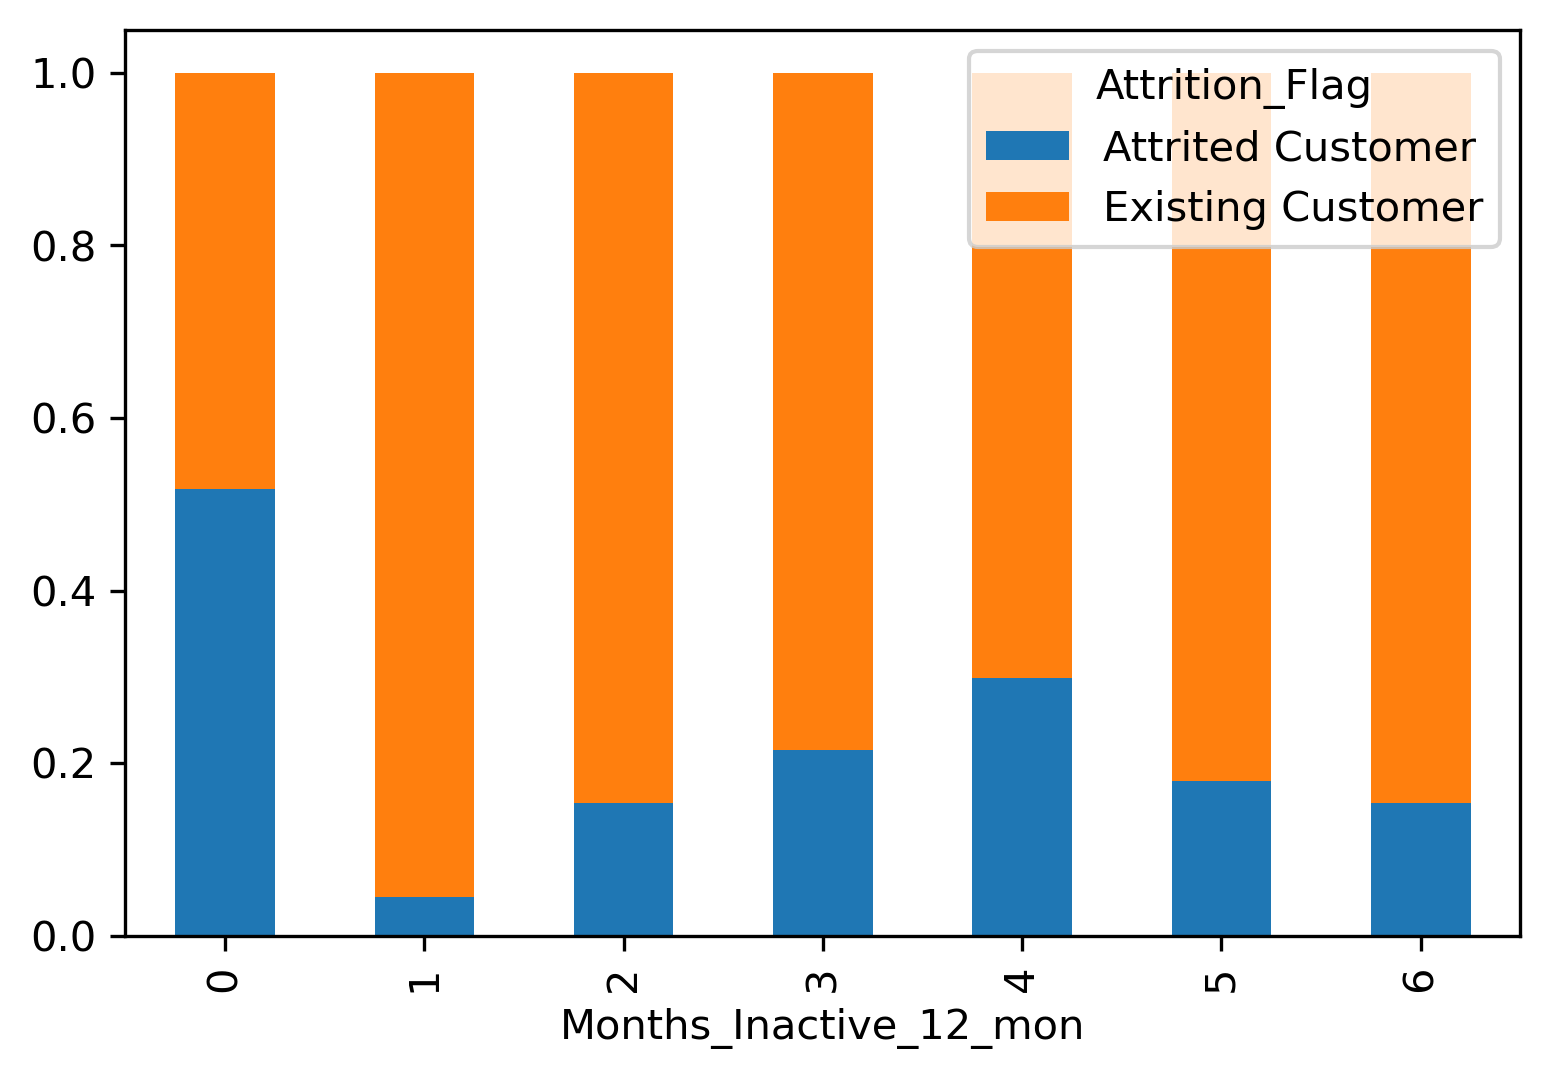 1.0
0.8
0.6
0.4
0.2
0.0
Attrition_Flag
Attrited Customer
Existing Customer
0 1 2 3 4 5 6
Months_Inactive_12_mon